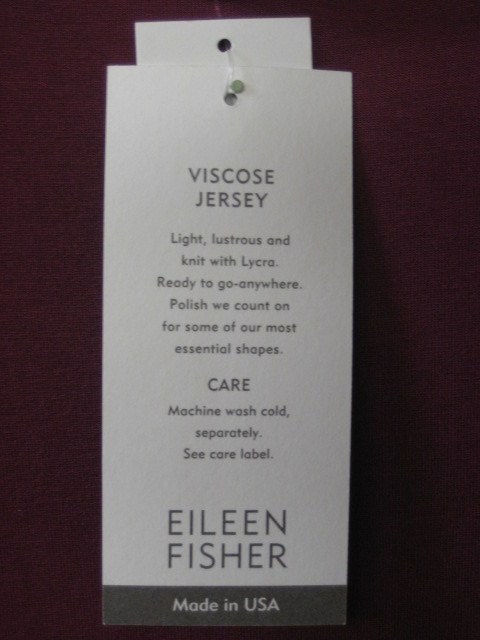 VISCOSE
JERSEY
Light, lustrous and
knit with Lycra.
Ready to go-anywhere.
Polish we count on
for some of our most
essential shapes.
CARE
Machine wash cold,
separately.
See care label.
EILEEN
FISHER
Made in USA